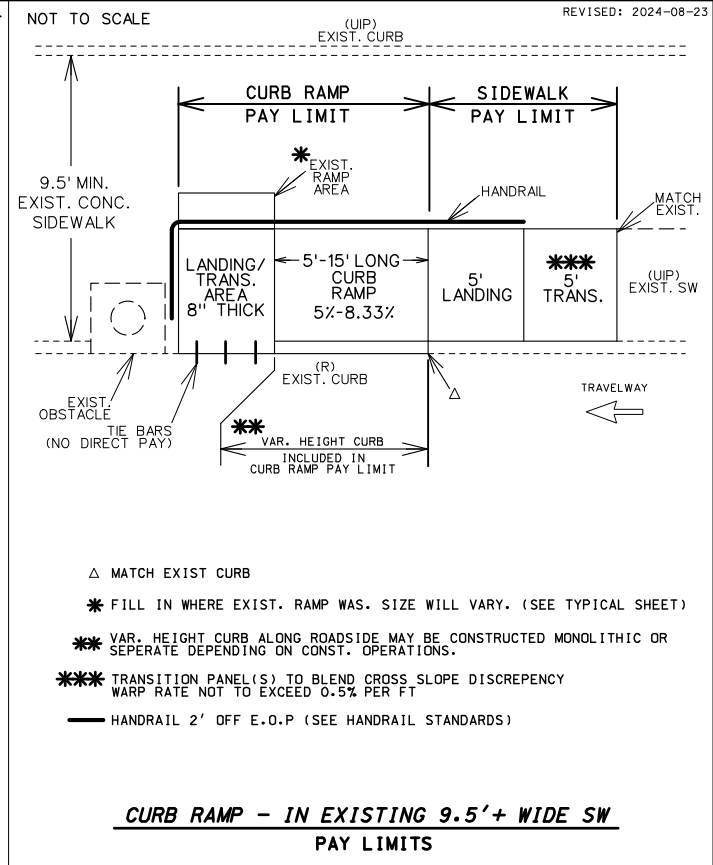 NOT TO SCALE
REVISED: 2024-08-23
(UIP)
EXIST. CURB
CURB RAMP
PAY LIMIT
SIDEWALK
PAY LIMIT
9.5' MIN.
EXIST. CONC.
SIDEWALK
* EXIST.
RAMP
AREA
HANDRAIL
MATCH
EXIST.
LANDING/
TRANS.
AREA
8" THICK
5'-15' LONG
CURB
RAMP
5%-8.33%
5'
LANDING
***
5'
TRANS.
(UIP)
EXIST. SW
(R)
EXIST. CURB
△
TRAVELWAY
EXIST.
OBSTACLE
TIE BARS
(NO DIRECT PAY)
**
VAR. HEIGHT CURB
INCLUDED IN
CURB RAMP PAY LIMIT
△ MATCH EXIST CURB
* FILL IN WHERE EXIST. RAMP WAS. SIZE WILL VARY. (SEE TYPICAL SHEET)
** VAR. HEIGHT CURB ALONG ROADSIDE MAY BE CONSTRUCTED MONOLITHIC OR
SEPERATE DEPENDING ON CONST. OPERATIONS.
*** TRANSITION PANEL(S) TO BLEND CROSS SLOPE DISCREPENCY
WARP RATE NOT TO EXCEED 0.5% PER FT
HANDRAIL 2' OFF E.O.P (SEE HANDRAIL STANDARDS)
CURB RAMP - IN EXISTING 9.5'+ WIDE SW
PAY LIMITS